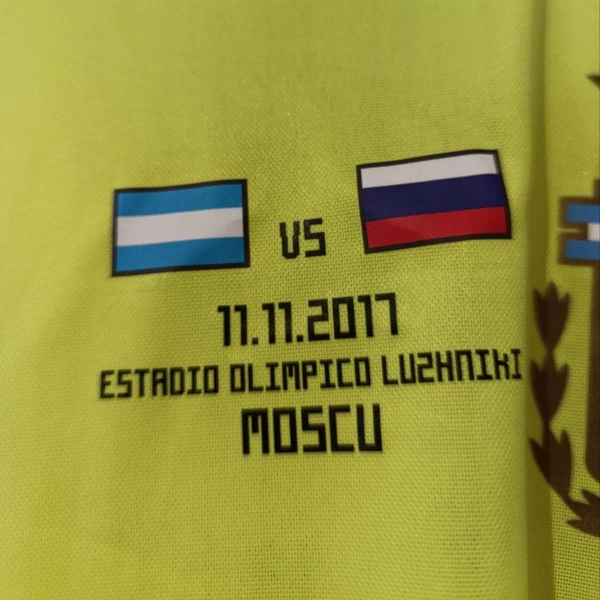 VS
11.11.2017
ESTADIO OLIMPICO LUZHNIKI
MOSCU